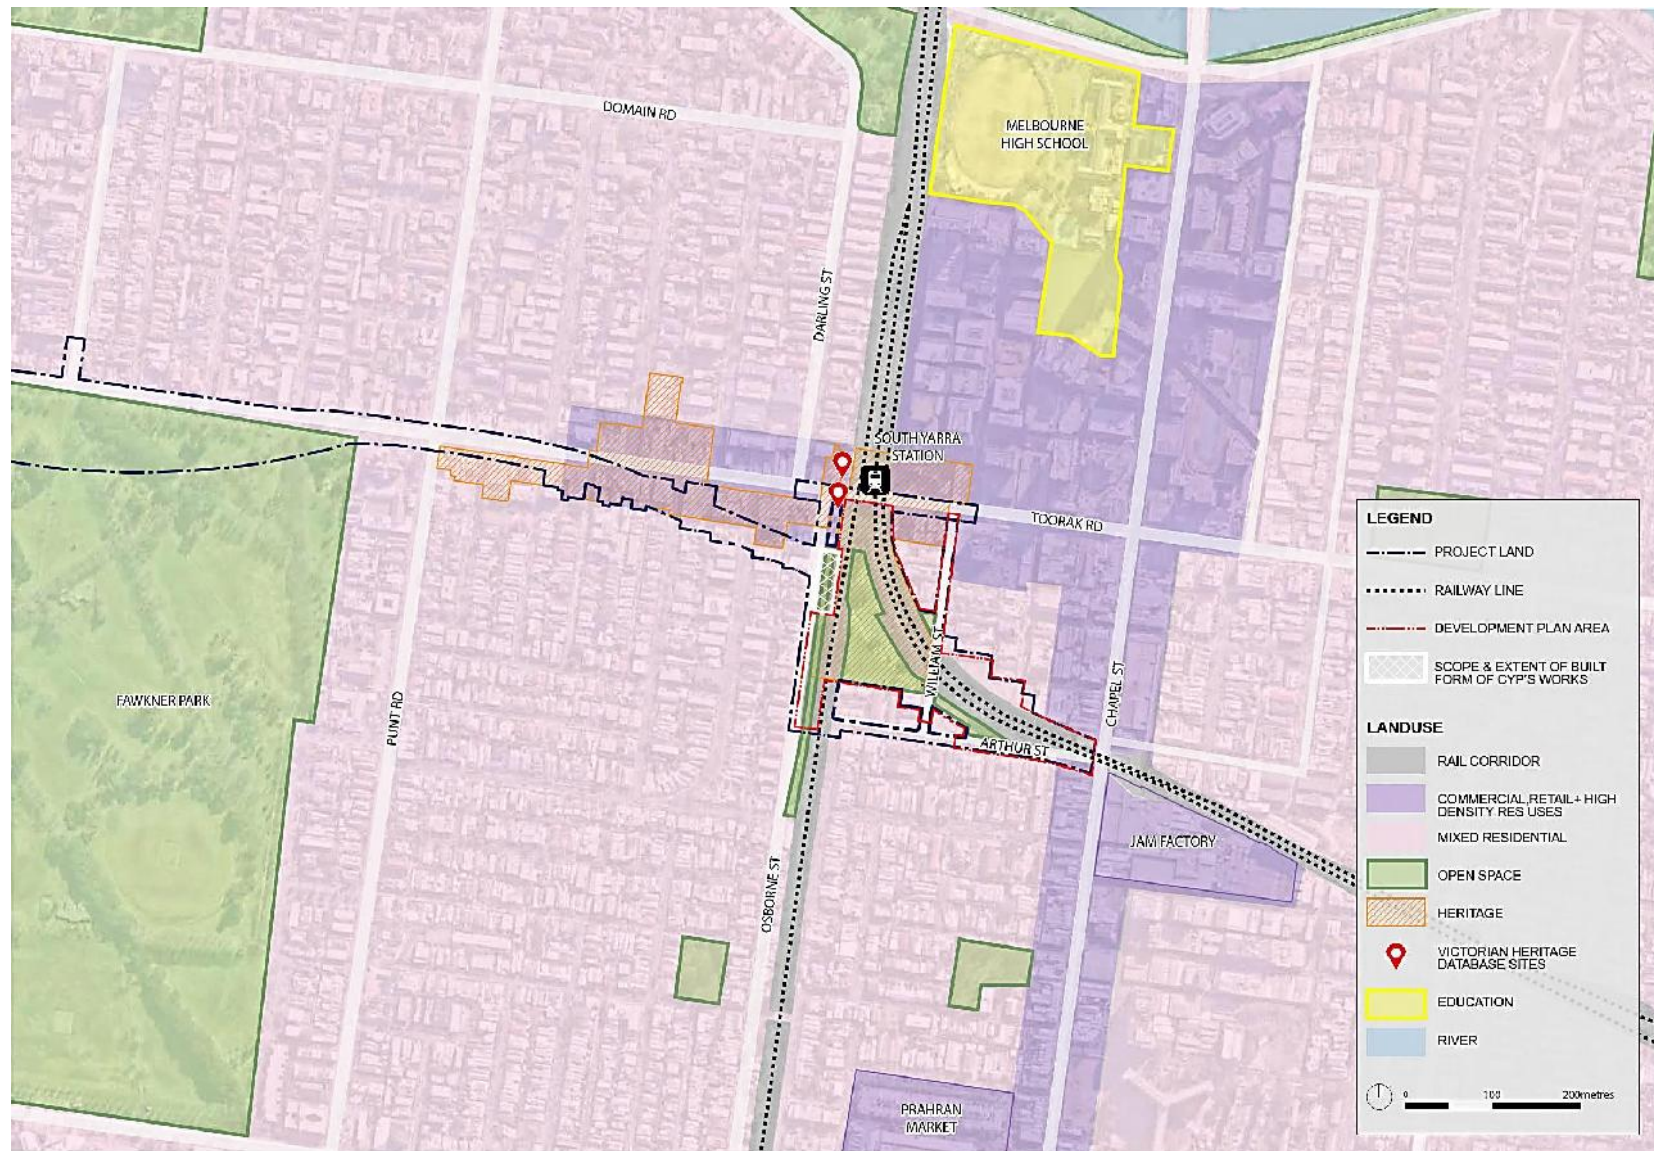 DOMAIN RD
MELBOURNE
HIGH SCHOOL
DARLING ST
SOUTH YARRA
STATION
TOORAK RD
FAWKNER PARK
PUNT RD
WILLIAM ST
CHAPEL ST
ARTHUR ST
JAM FACTORY
OSBORNE ST
PRAHRAN
MARKET
LEGEND
PROJECT LAND
RAILWAY LINE
DEVELOPMENT PLAN AREA
SCOPE & EXTENT OF BUILT
FORM OF CYP'S WORKS
LANDUSE
RAIL CORRIDOR
COMMERCIAL,RETAIL+ HIGH
DENSITY RES USES
MIXED RESIDENTIAL
OPEN SPACE
HERITAGE
VICTORIAN HERITAGE
DATABASE SITES
EDUCATION
RIVER
0 100 200metres